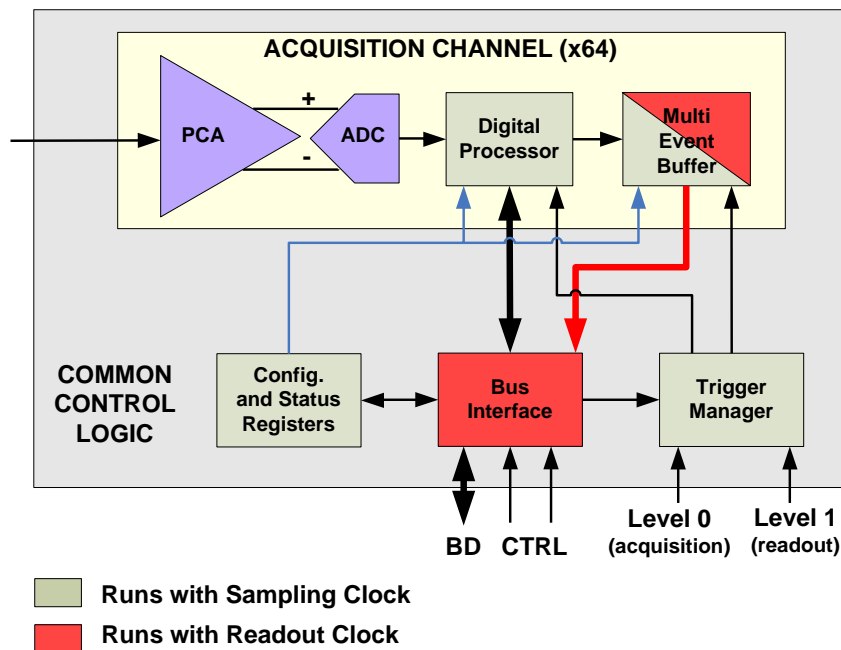 ACQUISITION CHANNEL (x64)
+
PCA
ADC
-
Digital
Processor
Multi
Event
Buffer
COMMON
CONTROL
LOGIC
Config.
and Status
Registers
Bus
Interface
Trigger
Manager
BD
CTRL
Level 0
(acquisition)
Level 1
(readout)
Runs with Sampling Clock
Runs with Readout Clock